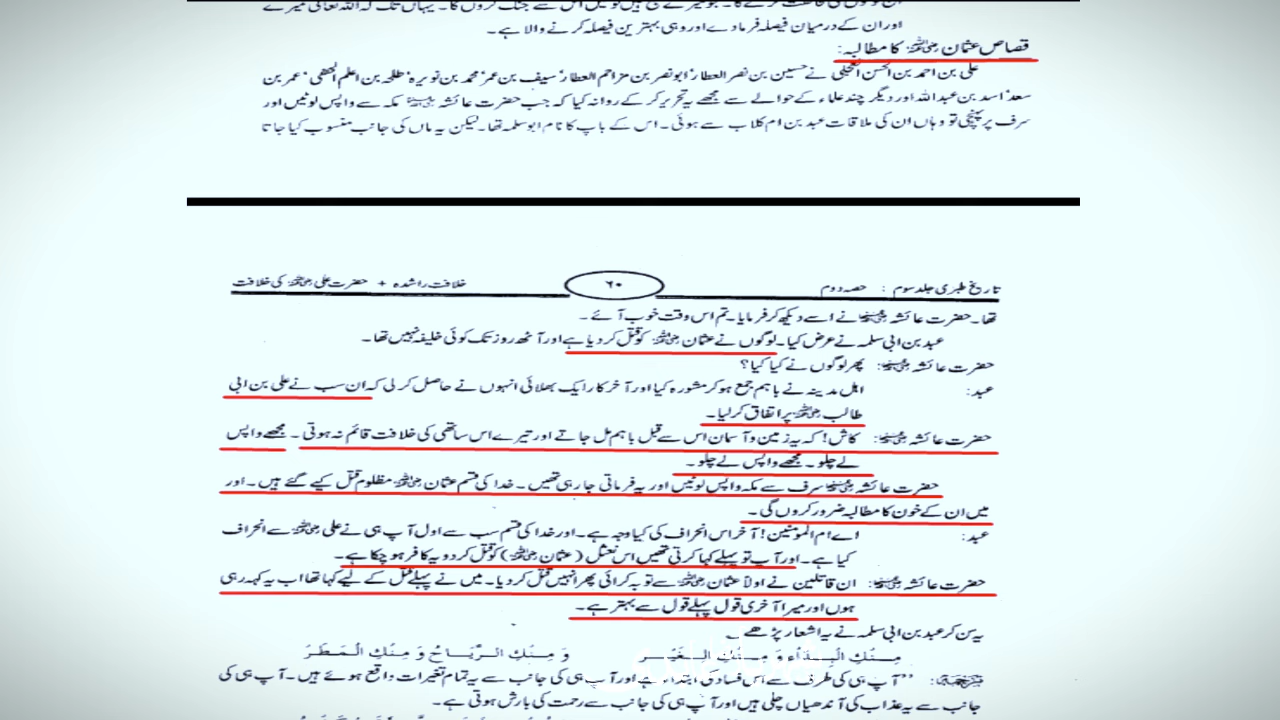 اور ان کے درمیان فیصلہ فرما دے اور وہی بہترین فیصلہ کرنے والا ہے۔
قصاص عثمان رضی اللہ عنہ کا مطالبہ:
علی بن احمد بن الحسن العجلی نے حسین بن نصر العطار' ابونصر بن مزاحم العطار' سیف بن عمر' محمد بن نویرہ' طلحہ بن اعلم الحنفی' عمر بن
سعد' اسد بن عبداللہ اور دیگر چند علماء کے حوالے سے مجھے یہ تحریر کر کے روانہ کیا کہ جب حضرت عائشہ رضی اللہ عنہا مکہ سے واپس لوٹیں اور
سرف پر پہنچی تو وہاں ان کی ملاقات عبد بن ام کلاب سے ہوئی۔ اس کے باپ کا نام ابوسلمہ تھا۔ لیکن یہ ماں کی جانب منسوب کیا جاتا
تاریخ طبری جلد سوم : حصہ دوم ۶۰ خلافت راشدہ + حضرت علی رضی اللہ عنہ کی خلافت
تھا۔ حضرت عائشہ رضی اللہ عنہا نے اسے دیکھ کر فرمایا۔ تم اس وقت خوب آئے۔
عبد بن ابی سلمہ نے عرض کیا۔ لوگوں نے عثمان رضی اللہ عنہ کو قتل کر دیا ہے اور آٹھ روز تک کوئی خلیفہ نہیں تھا۔
حضرت عائشہ رضی اللہ عنہا: پھر لوگوں نے کیا کیا؟
عبد: اہل مدینہ نے باہم جمع ہو کر مشورہ کیا اور آخر کار ایک بھلائی انہوں نے حاصل کر لی کہ ان سب نے علی بن ابی
طالب رضی اللہ عنہ پر اتفاق کر لیا۔
حضرت عائشہ رضی اللہ عنہا: کاش! کہ یہ زمین و آسمان اس سے قبل باہم مل جاتے اور تیرے اس ساتھی کی خلافت قائم نہ ہوتی۔ مجھے واپس
لے چلو۔ مجھے واپس لے چلو۔
حضرت عائشہ رضی اللہ عنہا سرف سے مکہ واپس لوٹیں اور یہ فرماتی جا رہی تھیں۔ خدا کی قسم عثمان رضی اللہ عنہ مظلوم قتل کیے گئے ہیں۔ اور
میں ان کے خون کا مطالبہ ضرور کروں گی۔
عبد: اے ام المومنین! آخر اس انحراف کی کیا وجہ ہے۔ اور خدا کی قسم سب سے اول آپ ہی نے علی رضی اللہ عنہ سے انحراف
کیا ہے۔ اور آپ تو پہلے کہا کرتی تھیں اس نعثل (عثمان رضی اللہ عنہ) کو قتل کر دو یہ کافر ہو چکا ہے۔
حضرت عائشہ رضی اللہ عنہا: ان قاتلین نے اولاً عثمان رضی اللہ عنہ سے توبہ کرائی پھر انہیں قتل کر دیا۔ میں نے پہلے قتل کے لیے کہا تھا اب یہ کہہ رہی
ہوں اور میرا آخری قول پہلے قول سے بہتر ہے۔
یہ سن کر عبد بن ابی سلمہ نے یہ اشعار پڑھے
مِنْكِ الْبَدَاءُ وَ مِنْكِ الْغِيَرْ وَ مِنْكِ الرِّيَاحُ وَ مِنْكِ الْمَطَرْ
ترجمہ: ''آپ ہی کی طرف سے اس فساد کی ابتداء ہے اور آپ ہی کی جانب سے یہ تمام تغیرات واقع ہوئے ہیں۔ آپ ہی کی
جانب سے یہ عذاب کی آندھیاں چلی ہیں اور آپ ہی کی جانب سے رحمت کی بارش ہوتی ہے۔